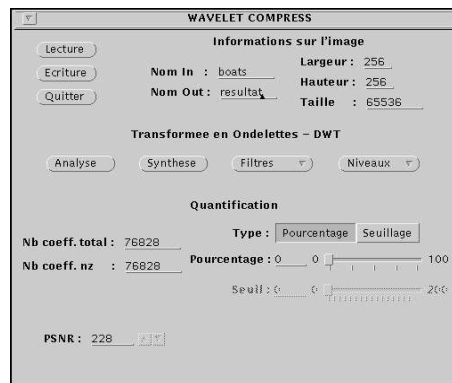 WAVELET COMPRESS
Informations sur l'image
Lecture
Ecriture
Quitter
Nom In : boats
Nom Out : resultat
Largeur : 256
Hauteur : 256
Taille : 65536
Transformee en Ondelettes – DWT
Analyse Synthese Filtres Niveaux
Quantification
Type : Pourcentage Seuillage
Nb coeff. total : 76828
Nb coeff. nz : 76828
Pourcentage : 0 0 100
Seuil : 0 0 200
PSNR : 228